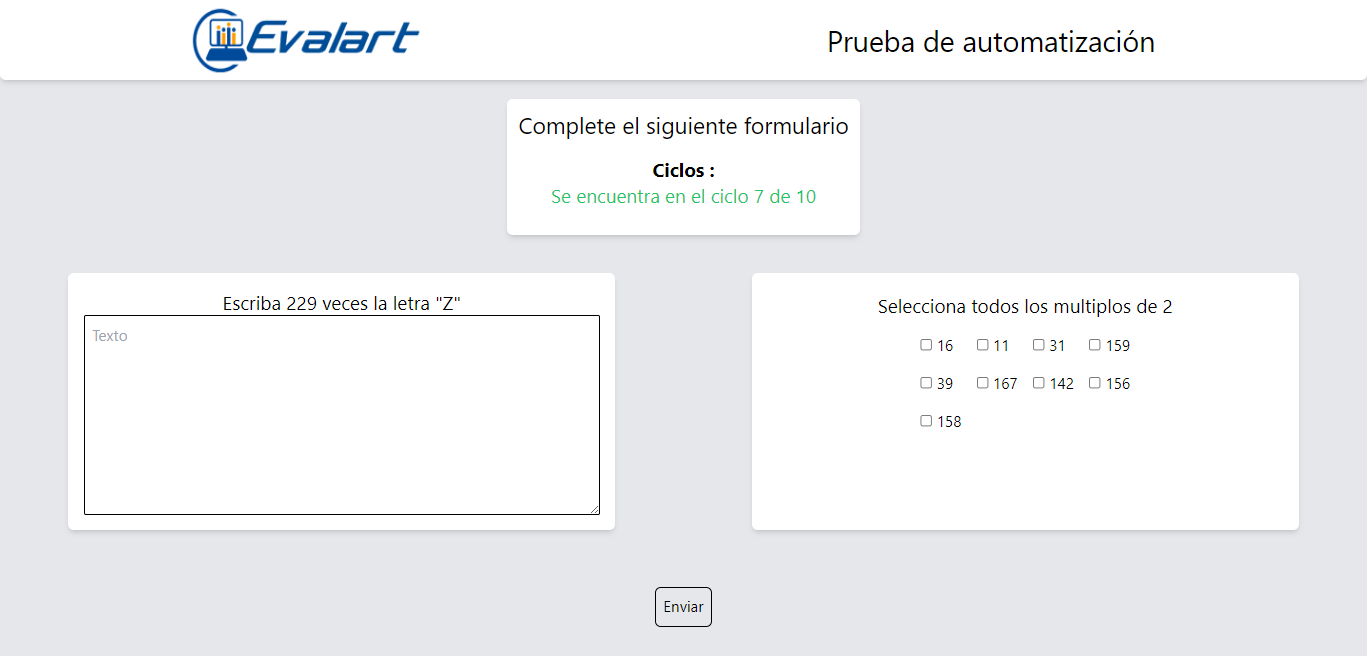 Evalart
Prueba de automatización
Complete el siguiente formulario
Ciclos :
Se encuentra en el ciclo 7 de 10
Escriba 229 veces la letra "Z"
Texto
Selecciona todos los multiplos de 2
16 11 31 159
39 167 142 156
158
Enviar